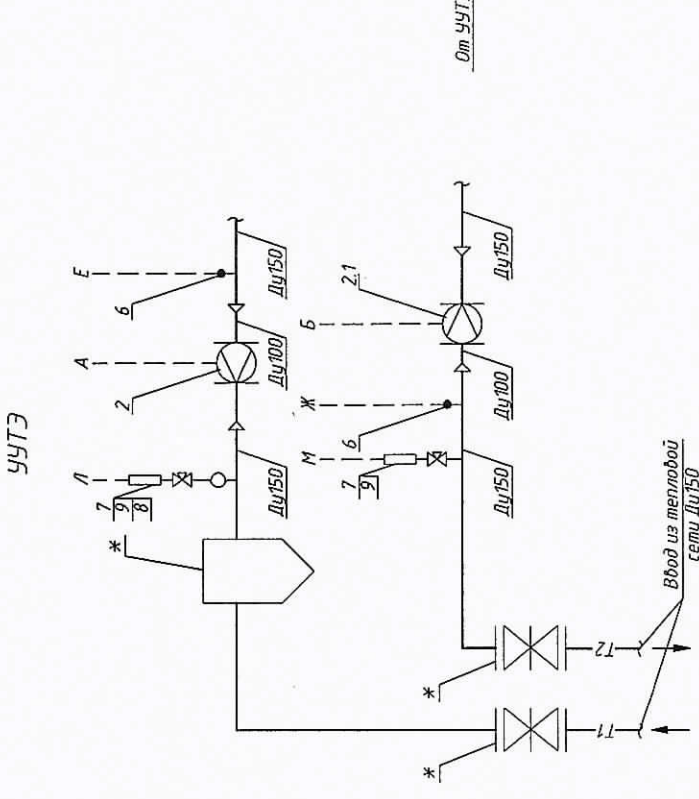 УУТЭ
От УУТ
Л
7
9
8
*
А
2
Е
6
Ду150
Ду100
Ду150
М
7
9
Ж
6
Б
2.1
Ду150
Ду100
Ду150
*
*
Т1
Т2
Ввод из тепловой
сети Ду150